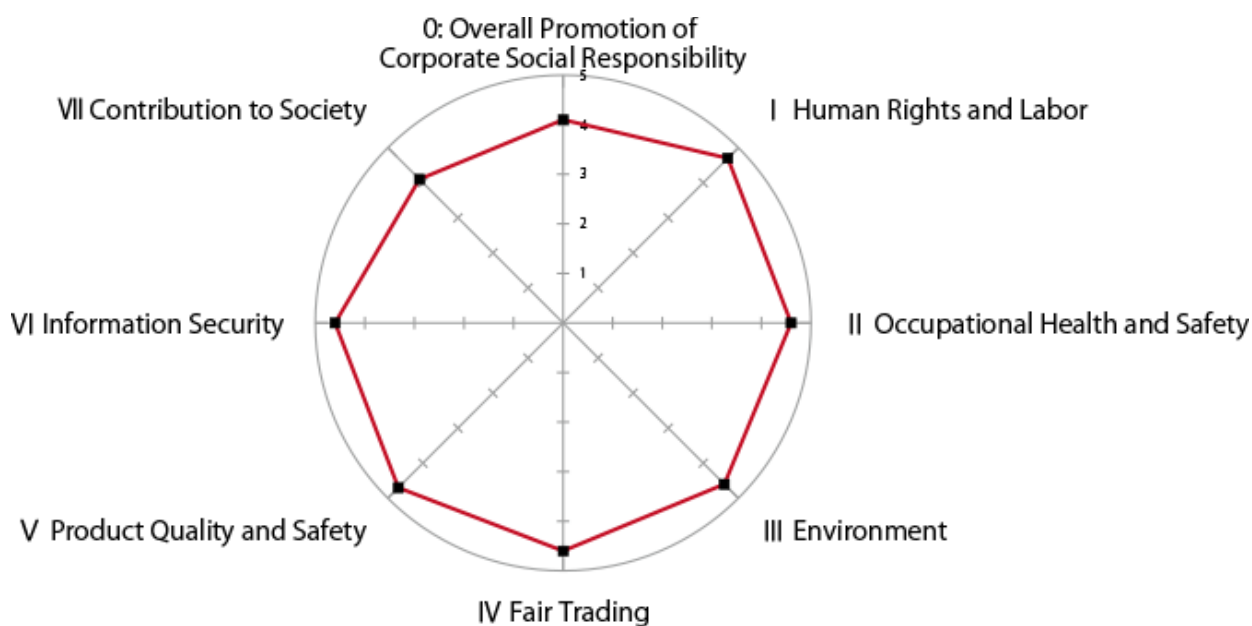 0: Overall Promotion of
Corporate Social Responsibility
5
VII Contribution to Society
I Human Rights and Labor
4
3
2
1
VI Information Security
II Occupational Health and Safety
V Product Quality and Safety
III Environment
IV Fair Trading